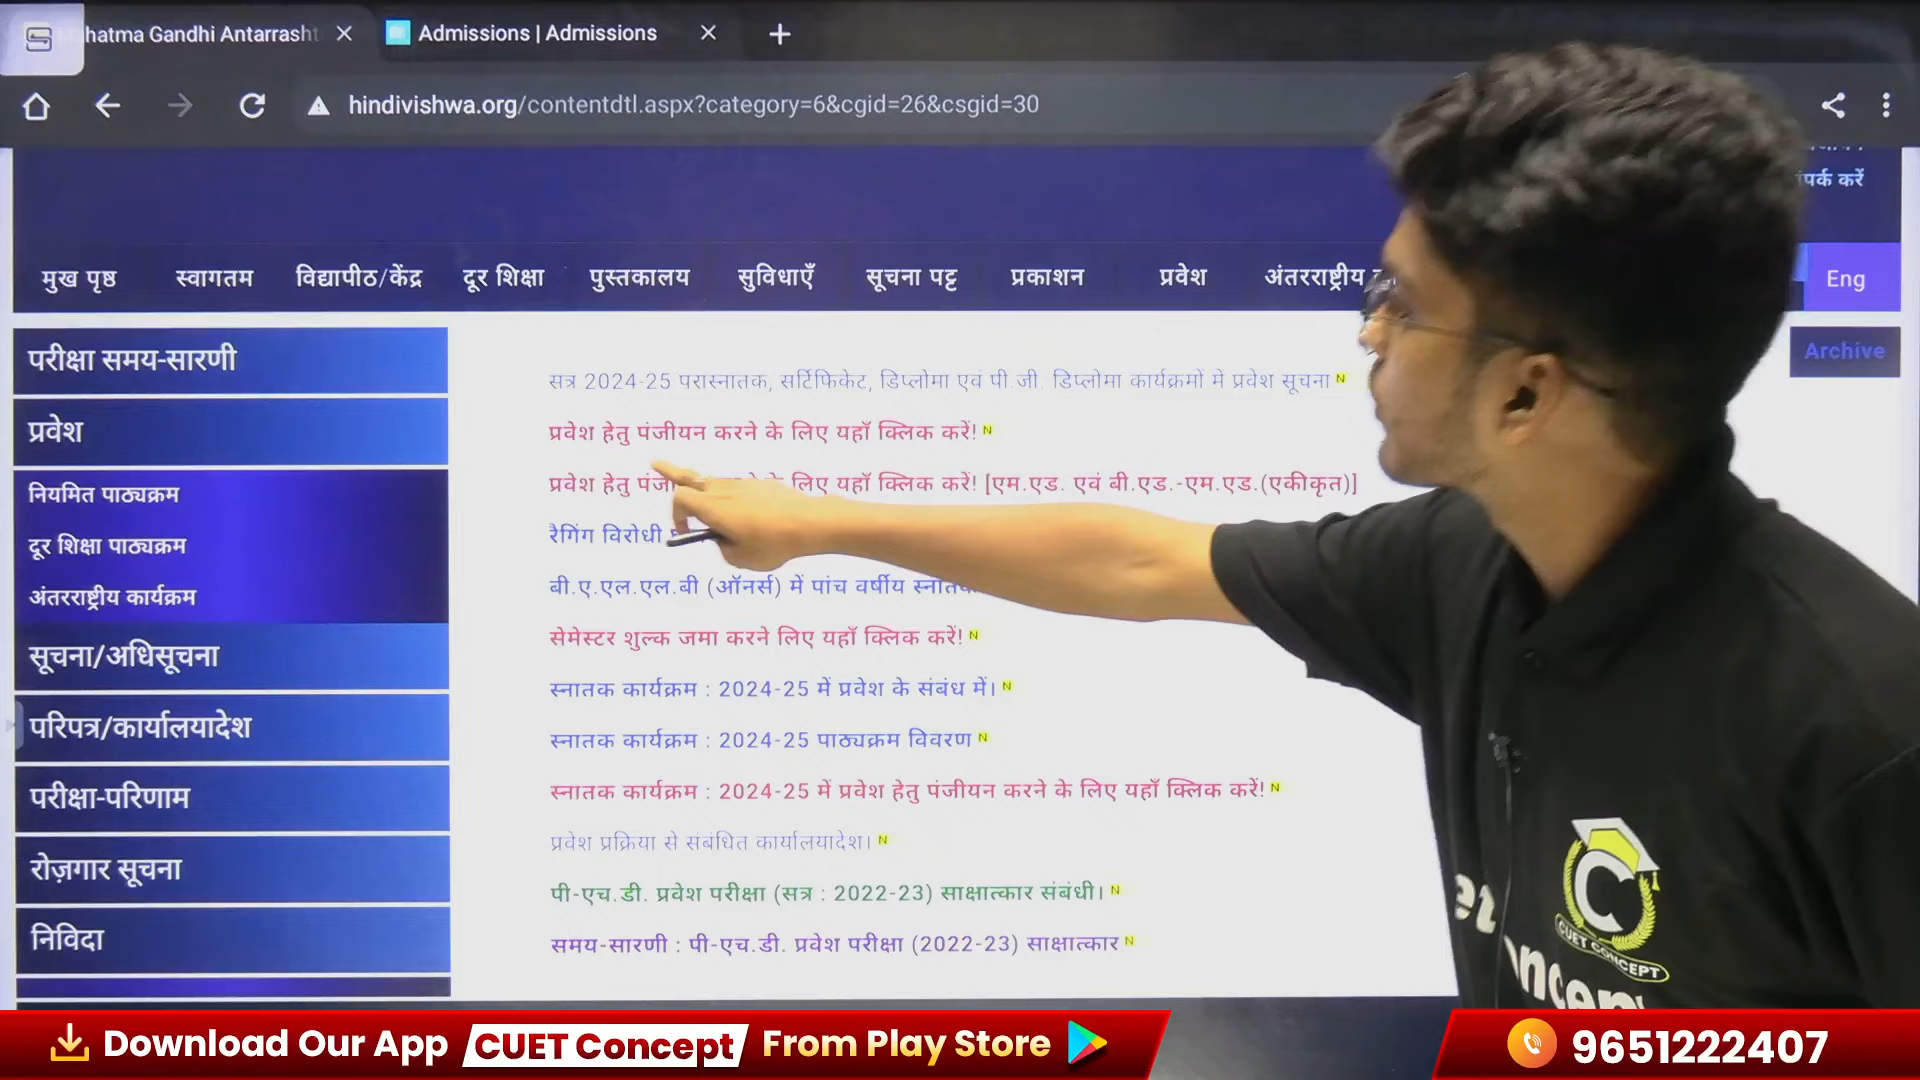 hatma Gandhi Antarrasht
Admissions | Admissions
hindivishwa.org/contentdtl.aspx?category=6&cgid=26&csgid=30
संपर्क करें
मुख पृष्ठ स्वागतम विद्यापीठ/केंद्र दूर शिक्षा पुस्तकालय सुविधाएँ सूचना पट्ट प्रकाशन प्रवेश अंतरराष्ट्रीय
Eng
Archive
परीक्षा समय-सारणी
प्रवेश
नियमित पाठ्यक्रम
दूर शिक्षा पाठ्यक्रम
अंतरराष्ट्रीय कार्यक्रम
सूचना/अधिसूचना
परिपत्र/कार्यालयादेश
परीक्षा-परिणाम
रोज़गार सूचना
निविदा
सत्र 2024-25 परास्नातक, सर्टिफिकेट, डिप्लोमा एवं पी.जी. डिप्लोमा कार्यक्रमों में प्रवेश सूचना N
प्रवेश हेतु पंजीयन करने के लिए यहाँ क्लिक करें! N
प्रवेश हेतु लिए यहाँ क्लिक करें! [एम.एड. एवं बी.एड.-एम.एड.(एकीकृत)]
रैगिंग विरोधी
बी.ए.एल.एल.बी (ऑनर्स) में पांच वर्षीय
सेमेस्टर शुल्क जमा करने लिए यहाँ क्लिक करें! N
स्नातक कार्यक्रम : 2024-25 में प्रवेश के संबंध में। N
स्नातक कार्यक्रम : 2024-25 पाठ्यक्रम विवरण N
स्नातक कार्यक्रम : 2024-25 में प्रवेश हेतु पंजीयन करने के लिए यहाँ क्लिक करें! N
प्रवेश प्रक्रिया से संबंधित कार्यालयादेश। N
पी-एच.डी. प्रवेश परीक्षा (सत्र : 2022-23) साक्षात्कार संबंधी। N
समय-सारणी : पी-एच.डी. प्रवेश परीक्षा (2022-23) साक्षात्कार N
C
CUET CONCEPT
et
oncep
Download Our App CUET Concept From Play Store
9651222407